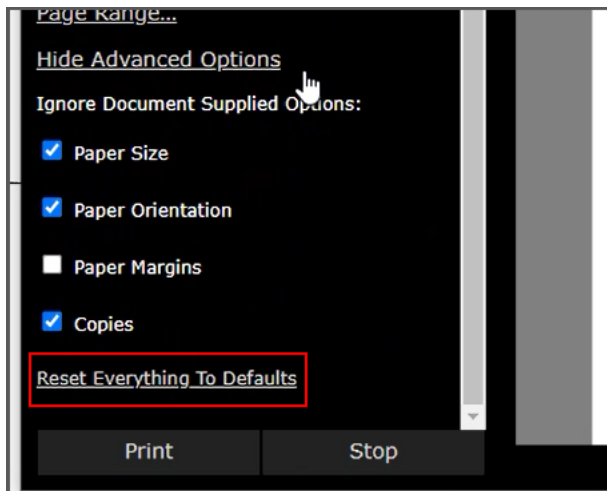 Page Range...
Hide Advanced Options
Ignore Document Supplied Options:
Paper Size
Paper Orientation
Paper Margins
Copies
Reset Everything To Defaults
Print Stop